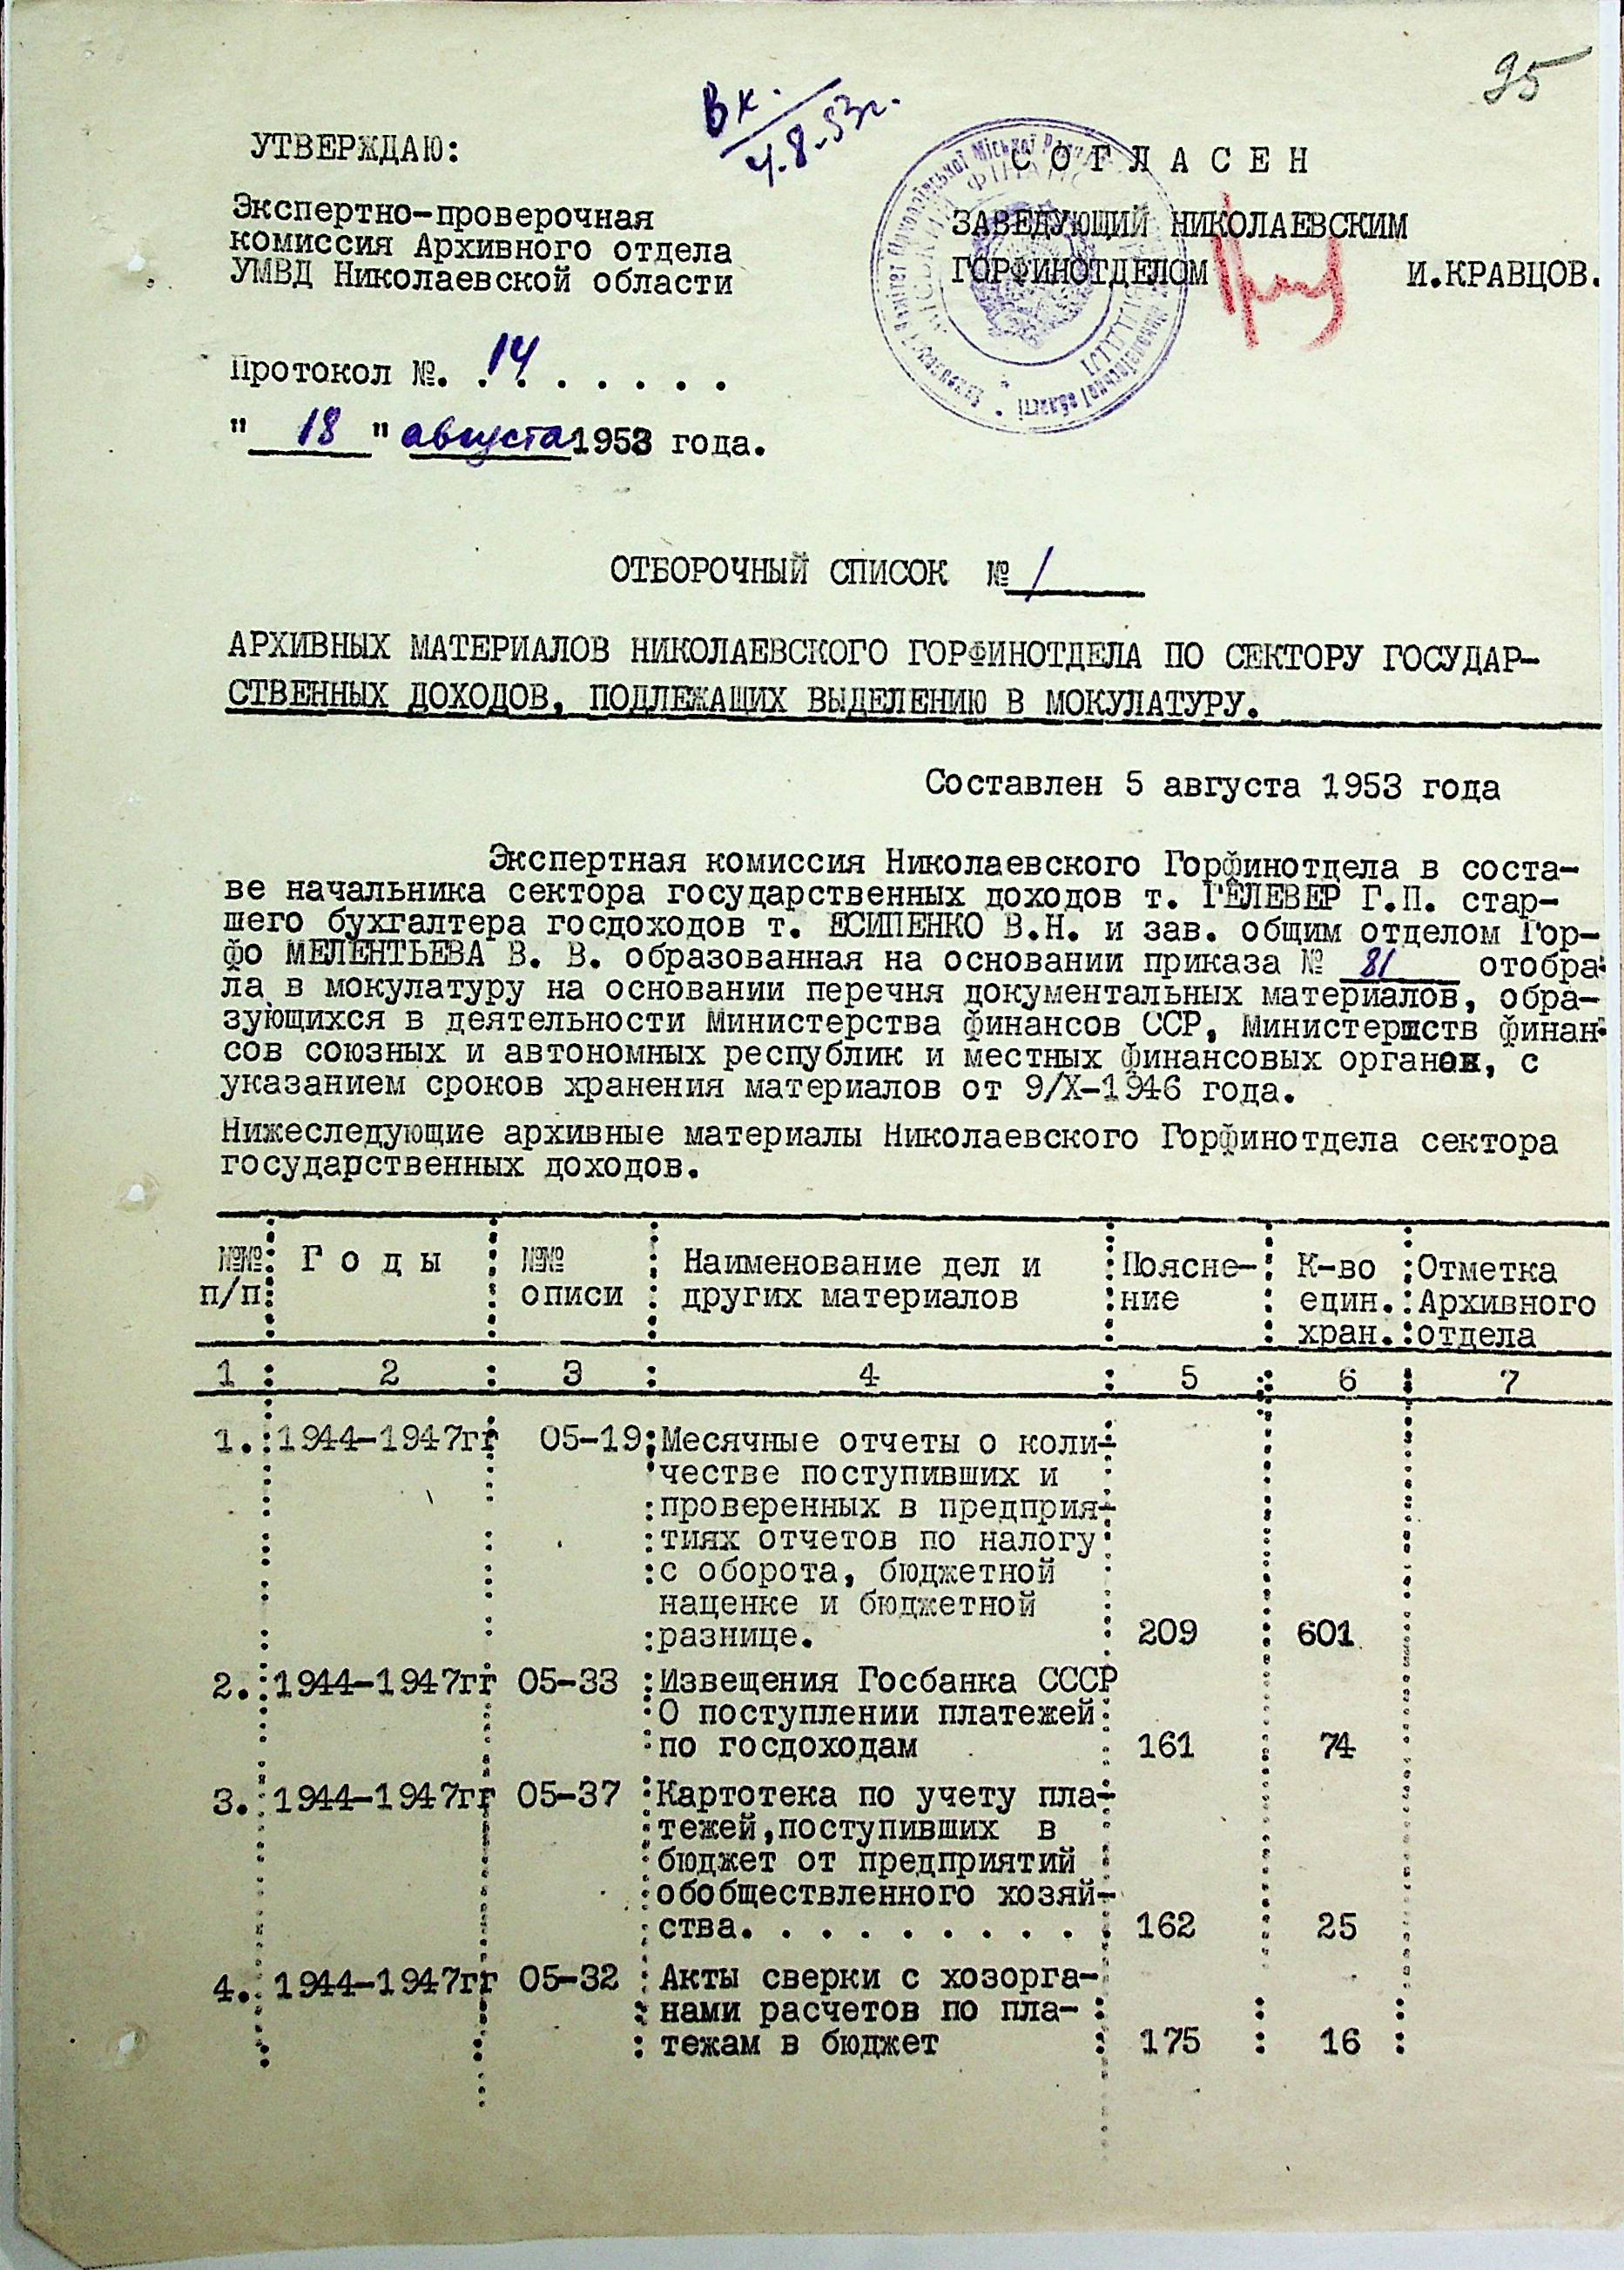 95
Вк.
4.8.53г.
УТВЕРЖДАЮ:
Экспертно-проверочная
комиссия Архивного отдела
УМВД Николаевской области
Протокол №. 14 . . . . . .
" 18 " августа 1953 года.
С О Г Л А С Е Н
ЗАВЕДУЮЩИЙ НИКОЛАЕВСКИМ
ГОРФИНОТДЕЛОМ И.КРАВЦОВ.
ОТБОРОЧНЫЙ СПИСОК № 1
АРХИВНЫХ МАТЕРИАЛОВ НИКОЛАЕВСКОГО ГОРФИНОТДЕЛА ПО СЕКТОРУ ГОСУДАР-
СТВЕННЫХ ДОХОДОВ, ПОДЛЕЖАЩИХ ВЫДЕЛЕНИЮ В МОКУЛАТУРУ.
Составлен 5 августа 1953 года
Экспертная комиссия Николаевского Горфинотдела в соста-
ве начальника сектора государственных доходов т. ГЕЛЕВЕР Г.П. стар-
шего бухгалтера госдоходов т. ЕСИПЕНКО В.Н. и зав. общим отделом Гор-
фо МЕЛЕНТЬЕВА В. В. образованная на основании приказа № 81 отобра-
ла в мокулатуру на основании перечня документальных материалов, обра-
зующихся в деятельности Министерства финансов ССР, Министерств финан-
сов союзных и автономных республик и местных финансовых органов, с
указанием сроков хранения материалов от 9/X-1946 года.
Нижеследующие архивные материалы Николаевского Горфинотдела сектора
государственных доходов.
№№ п/п : Г о д ы : №№ описи : Наименование дел и других материалов : Поясне-ние : К-во един. хран. : Отметка Архивного отдела
1 : 2 : 3 : 4 : 5 : 6 : 7
1. : 1944-1947гг 05-19 : Месячные отчеты о коли-
честве поступивших и
проверенных в предприя-
тиях отчетов по налогу
с оборота, бюджетной
наценке и бюджетной
разнице. : 209 : 601
2. : 1944-1947гг 05-33 : Извещения Госбанка СССР
О поступлении платежей
по госдоходам : 161 : 74
3. : 1944-1947гг 05-37 : Картотека по учету пла-
тежей,поступивших в
бюджет от предприятий
обобществленного хозяй-
ства. . . . . . . . . . 162 : 25
4. : 1944-1947гг 05-32 : Акты сверки с хозорга-
нами расчетов по пла-
тежам в бюджет : 175 : 16 :